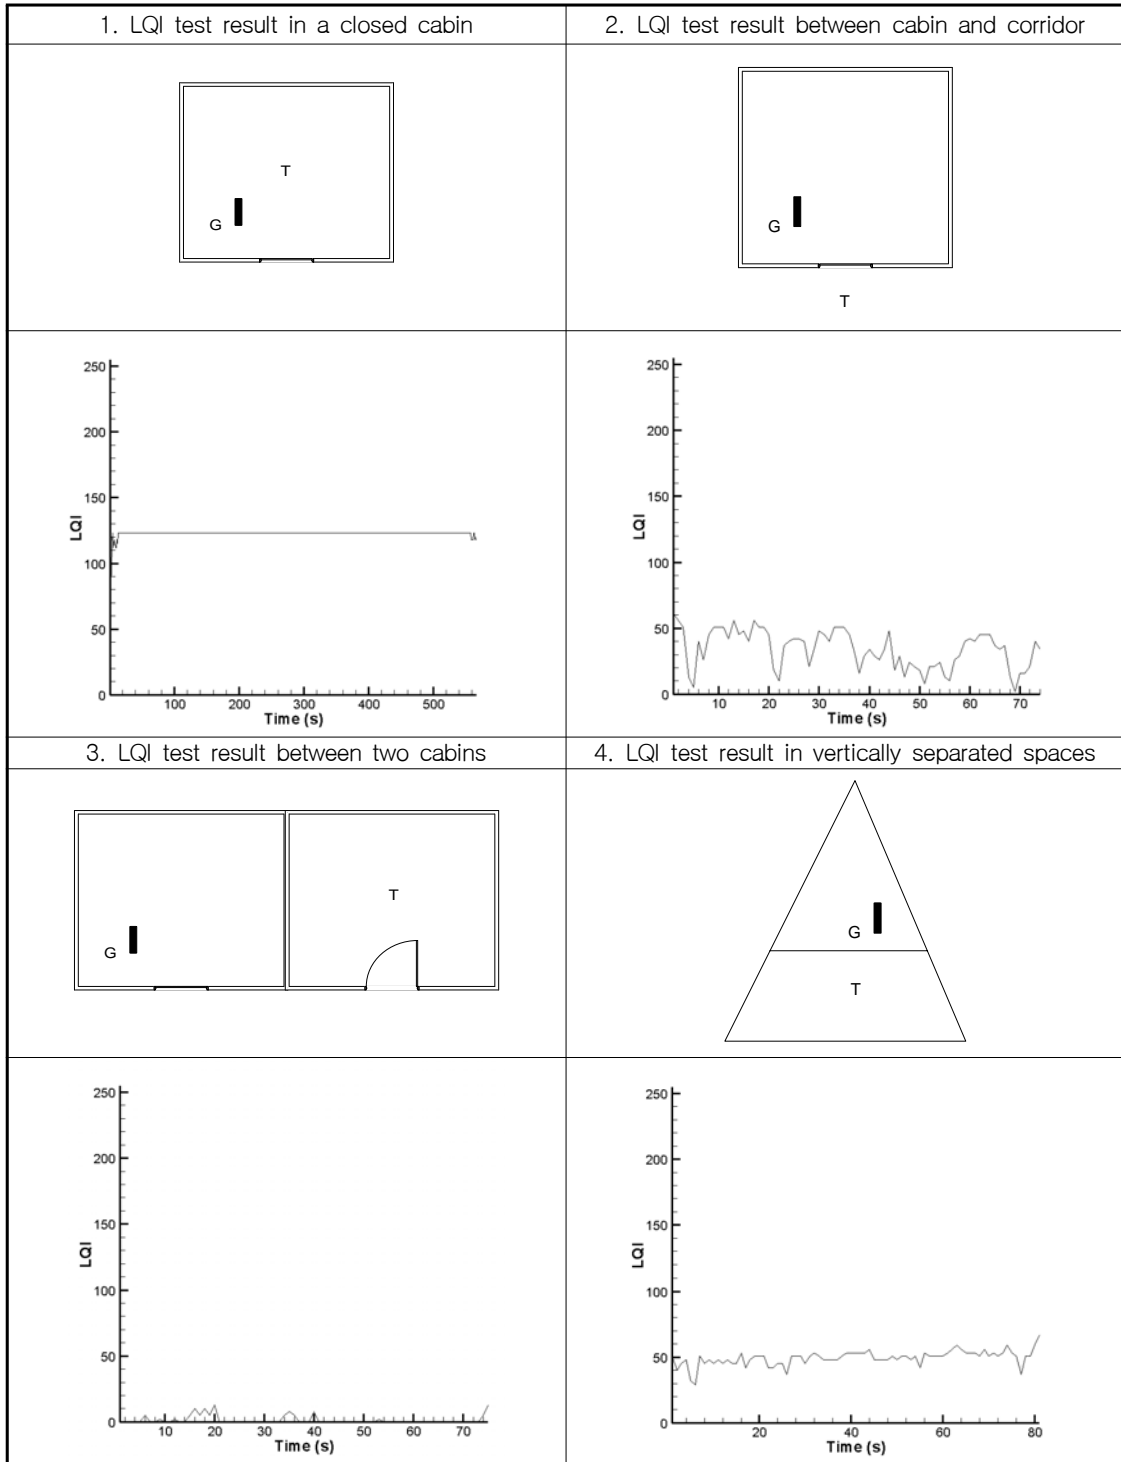 1. LQI test result in a closed cabin
2. LQI test result between cabin and corridor
T
G
G
T
250
200
150
100
50
0
LQI
100 200 300 400 500
Time (s)
250
200
150
100
50
0
LQI
10 20 30 40 50 60 70
Time (s)
3. LQI test result between two cabins
4. LQI test result in vertically separated spaces
T
G
G
T
250
200
150
100
50
0
LQI
10 20 30 40 50 60 70
Time (s)
250
200
150
100
50
0
LQI
20 40 60 80
Time (s)